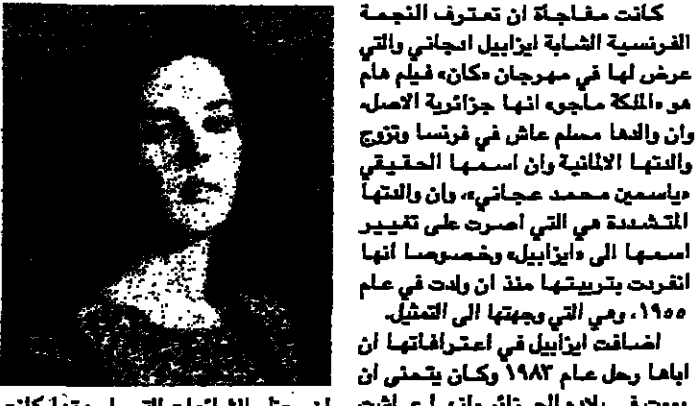 كانت مفاجأة ان تعترف النجمة
الفرنسية الشابة ايزابيل ادجاني والتي
عرض لها في مهرجان «كان» فيلم هام
هو «الملكة ماجو» انها جزائرية الاصل،
وان والدها مسلم عاش في فرنسا وتزوج
والدتها الالمانية وان اسمها الحقيقي
«ياسمين محمد عجاني»، وان والدتها
المتشددة هي التي أصرت على تغيير
اسمها الى «ايزابيل» وخصوصا أنها
انفردت بتربيتها منذ ان ولدت في عام
١٩٥٥، وهي التي وجهتها الى التمثيل.
اضافت ايزابيل في اعترافاتها ان
اباها رحل عام ١٩٨٣ وكان يتمنى ان